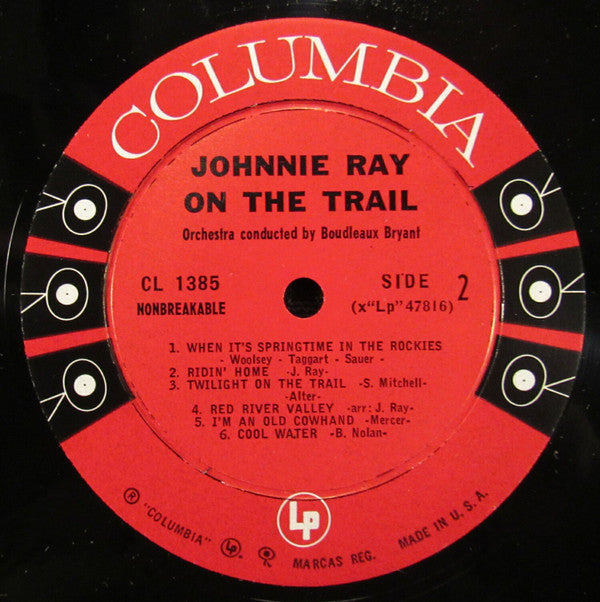 COLUMBIA
JOHNNIE RAY
ON THE TRAIL
Orchestra conducted by Boudleaux Bryant
CL 1385 SIDE 2
NONBREAKABLE (x"Lp"47816)
1. WHEN IT'S SPRINGTIME IN THE ROCKIES
- Woolsey - Taggart - Sauer -
2. RIDIN' HOME -J. Ray-
3. TWILIGHT ON THE TRAIL -S. Mitchell-
-Alter-
4. RED RIVER VALLEY -arr: J. Ray-
5. I'M AN OLD COWHAND -Mercer-
6. COOL WATER -B. Nolan-
Lp
® "COLUMBIA" Lp MARCAS REG. MADE IN U.S.A.